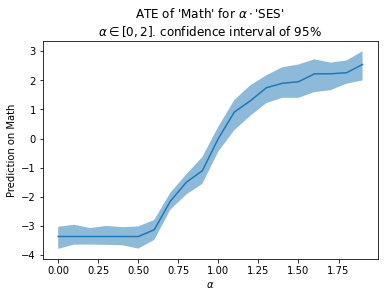 ATE of 'Math' for α · 'SES'
α ∈ [0, 2]. confidence interval of 95%
3
2
1
0
−1
−2
−3
−4
Prediction on Math
0.00 0.25 0.50 0.75 1.00 1.25 1.50 1.75
α